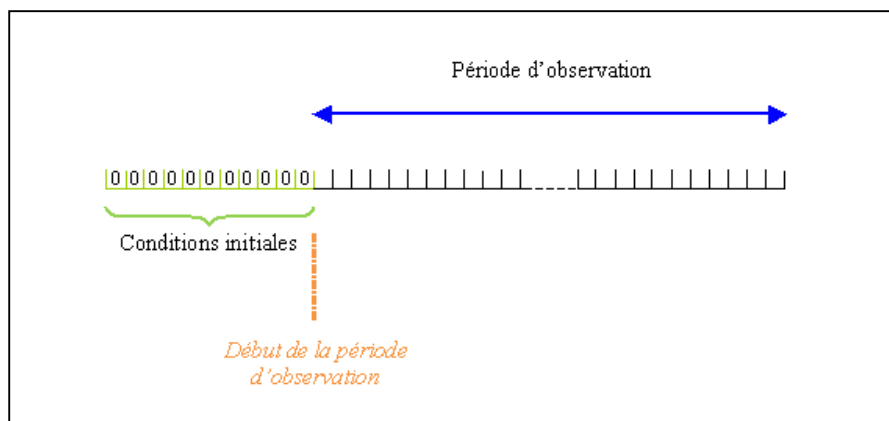 Période d'observation
0 0 0 0 0 0 0 0 0 0 0 0
Conditions initiales
Début de la période
d'observation